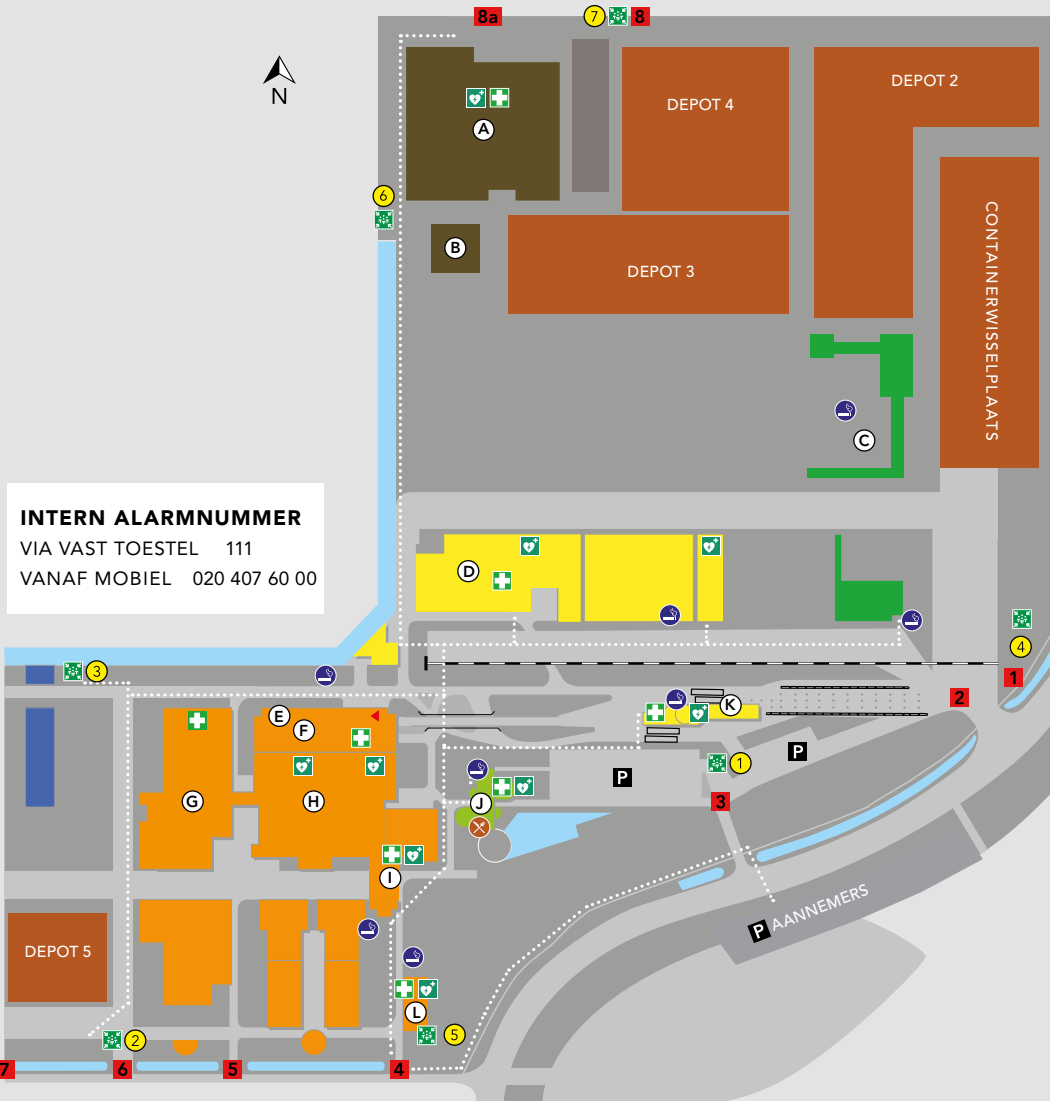 8a
7
8
N
A
DEPOT 4
DEPOT 2
6
B
DEPOT 3
CONTAINERWISSELPLAATS
C
INTERN ALARMNUMMER
VIA VAST TOESTEL 111
VANAF MOBIEL 020 407 60 00
D
4
3
1
2
E
F
K
P
1
P
G
H
J
3
I
P AANNEMERS
DEPOT 5
L
5
2
7
6
5
4